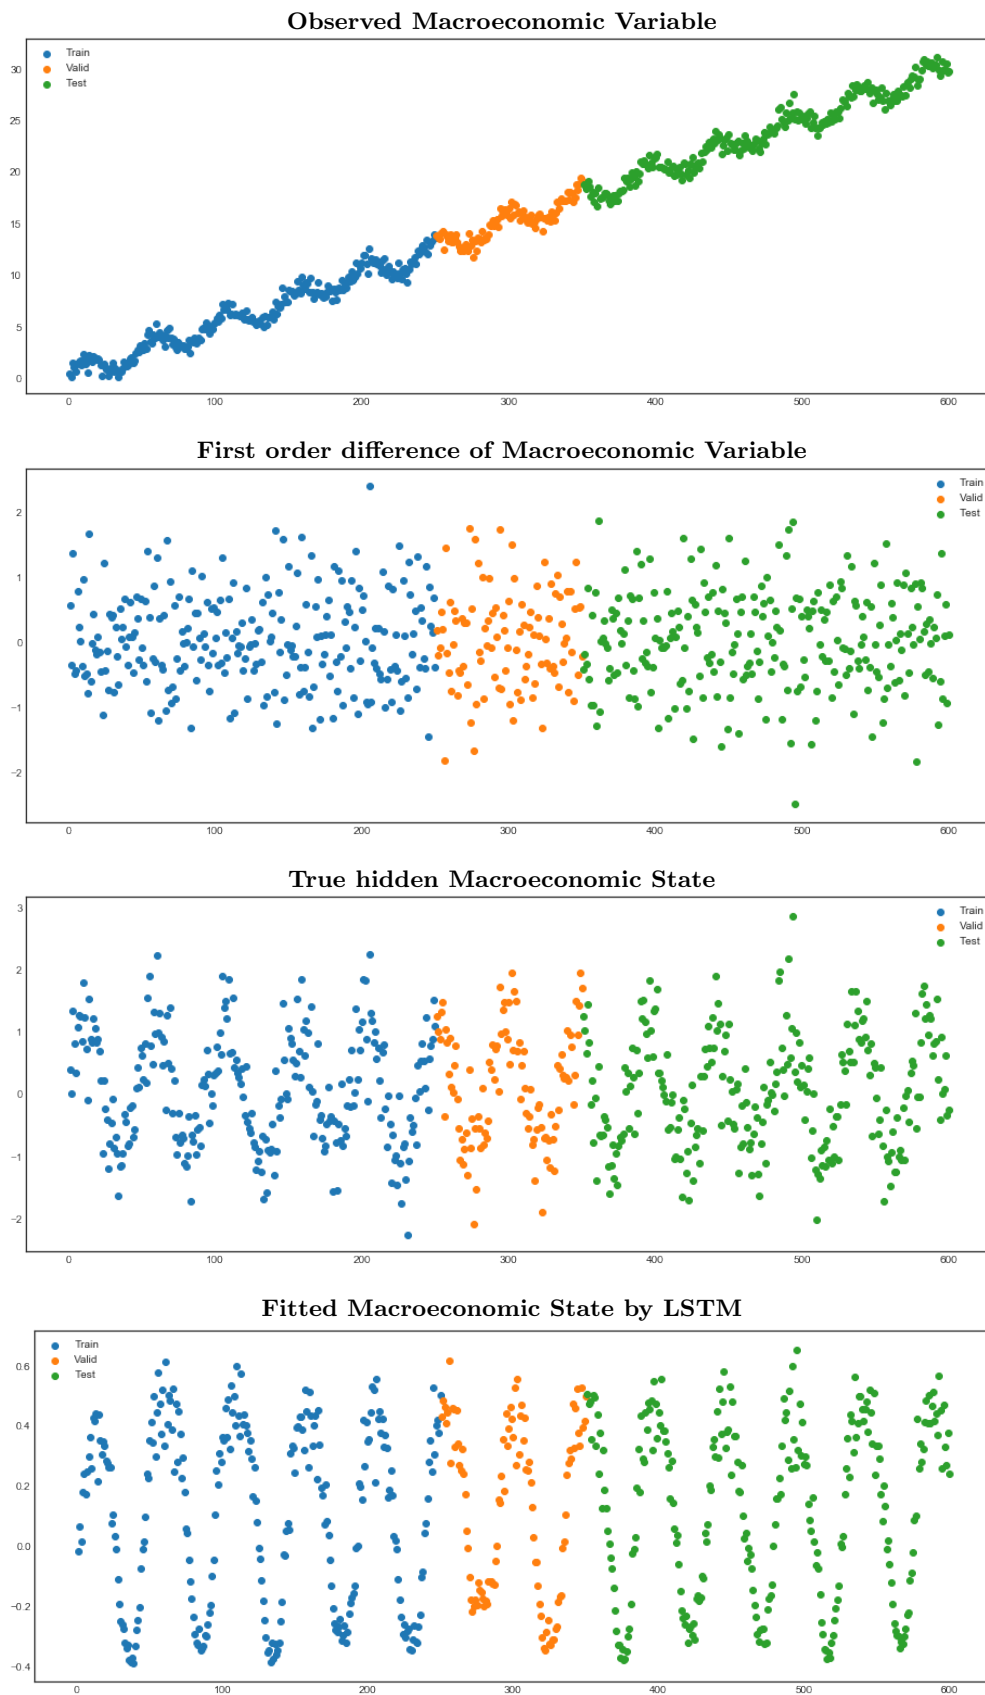 Observed Macroeconomic Variable
Train
Valid
Test
30
25
20
15
10
5
0
0 100 200 300 400 500 600
First order difference of Macroeconomic Variable
Train
Valid
Test
2
1
0
−1
−2
0 100 200 300 400 500 600
True hidden Macroeconomic State
Train
Valid
Test
3
2
1
0
−1
−2
0 100 200 300 400 500 600
Fitted Macroeconomic State by LSTM
Train
Valid
Test
0.6
0.4
0.2
0.0
−0.2
−0.4
0 100 200 300 400 500 600